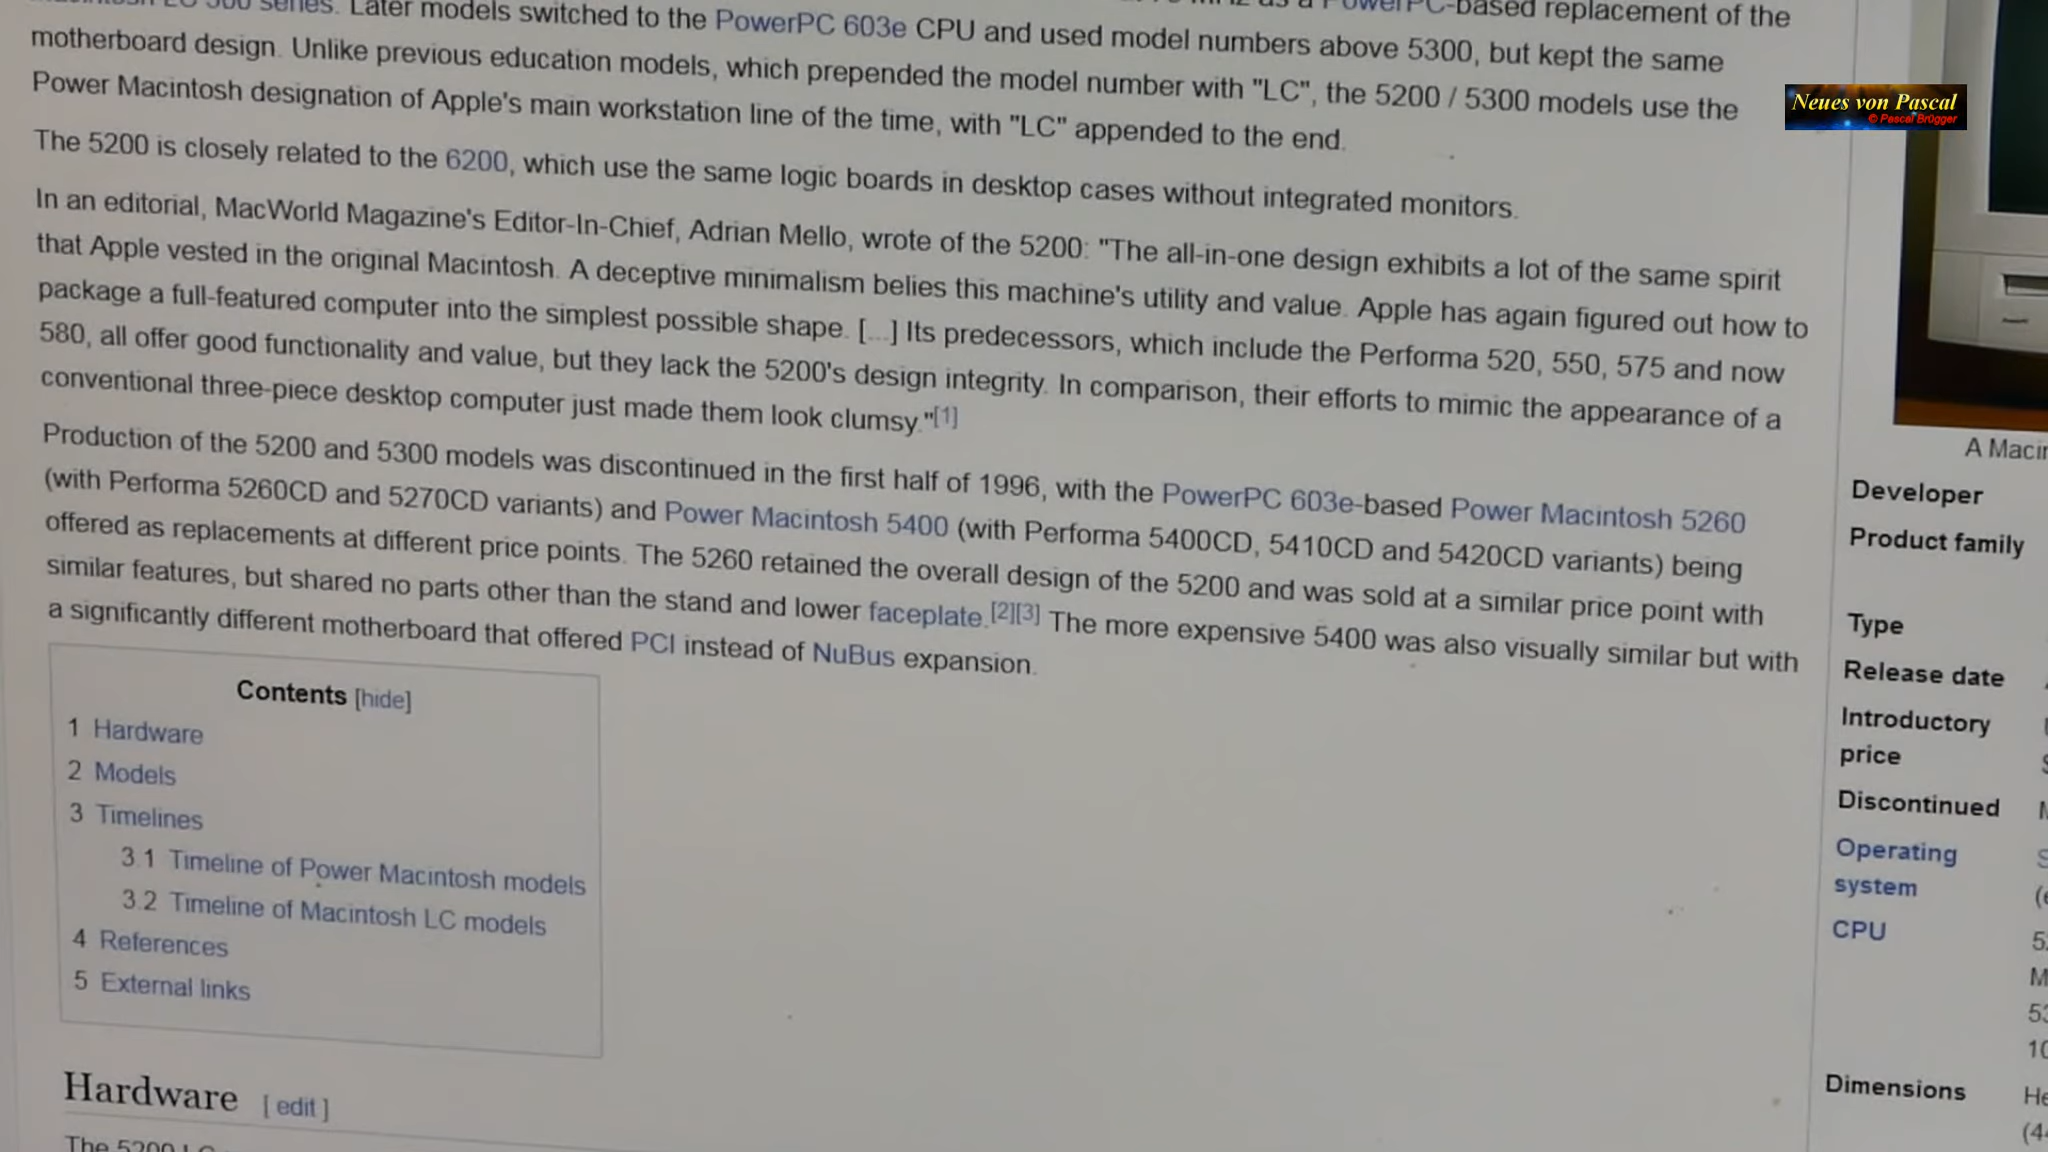 series. Later models switched to the PowerPC 603e CPU and used model numbers above 5300, but kept the same
PowerPC-based replacement of the
motherboard design. Unlike previous education models, which prepended the model number with "LC", the 5200 / 5300 models use the
Power Macintosh designation of Apple's main workstation line of the time, with "LC" appended to the end.
The 5200 is closely related to the 6200, which use the same logic boards in desktop cases without integrated monitors.
In an editorial, MacWorld Magazine's Editor-In-Chief, Adrian Mello, wrote of the 5200: "The all-in-one design exhibits a lot of the same spirit
that Apple vested in the original Macintosh. A deceptive minimalism belies this machine's utility and value. Apple has again figured out how to
package a full-featured computer into the simplest possible shape. [...] Its predecessors, which include the Performa 520, 550, 575 and now
580, all offer good functionality and value, but they lack the 5200's design integrity. In comparison, their efforts to mimic the appearance of a
conventional three-piece desktop computer just made them look clumsy."[1]
Production of the 5200 and 5300 models was discontinued in the first half of 1996, with the PowerPC 603e-based Power Macintosh 5260
(with Performa 5260CD and 5270CD variants) and Power Macintosh 5400 (with Performa 5400CD, 5410CD and 5420CD variants) being
offered as replacements at different price points. The 5260 retained the overall design of the 5200 and was sold at a similar price point with
similar features, but shared no parts other than the stand and lower faceplate.[2][3] The more expensive 5400 was also visually similar but with
a significantly different motherboard that offered PCI instead of NuBus expansion.
Contents [hide]
1 Hardware
2 Models
3 Timelines
3.1 Timeline of Power Macintosh models
3.2 Timeline of Macintosh LC models
4 References
5 External links
Hardware [ edit ]
The 5200
Neues von Pascal
© Pascal Brügger
A
Developer
Product family
Type
Release date
Introductory
price
Discontinued
Operating
system
CPU
Dimensions